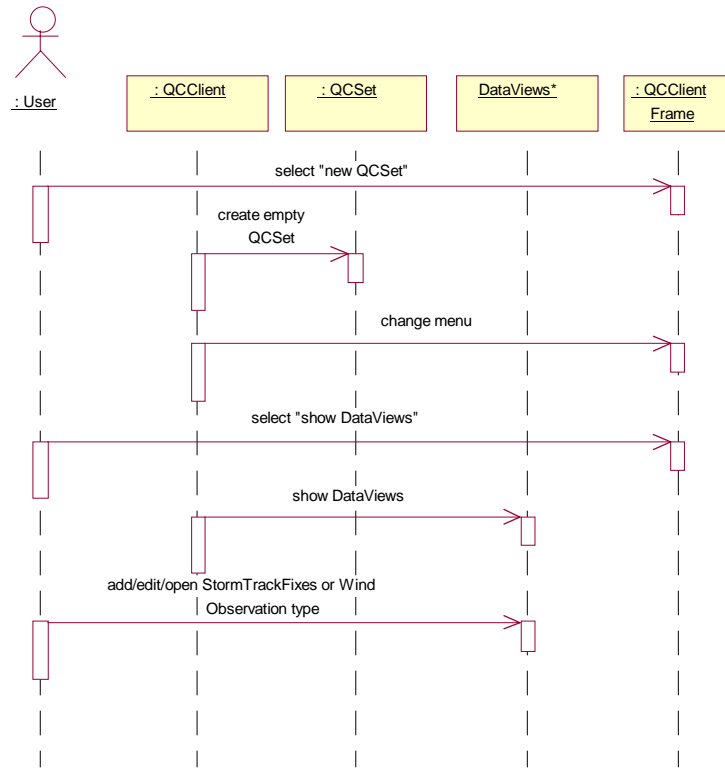 : User
: QCClient
: QCSet
DataViews*
: QCClient
Frame
select "new QCSet"
create empty
QCSet
change menu
select "show DataViews"
show DataViews
add/edit/open StormTrackFixes or Wind
Observation type